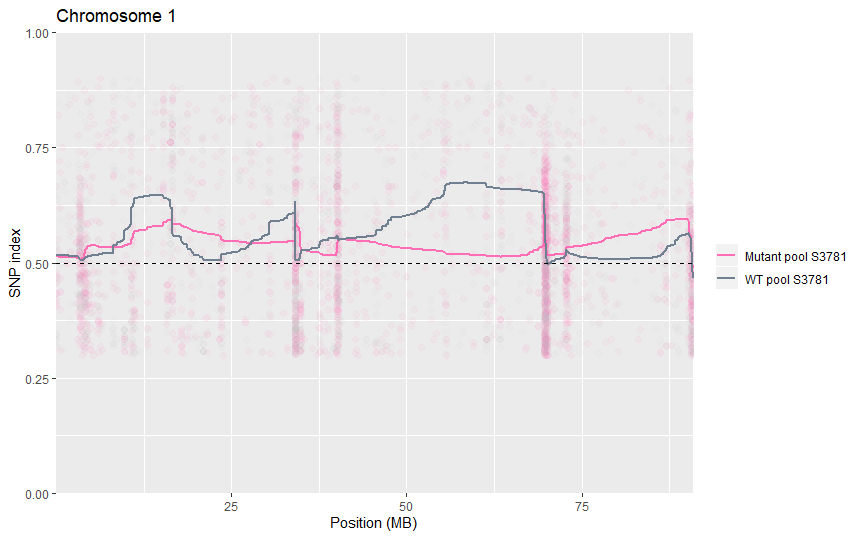 Chromosome 1
1.00
0.75
0.50
0.25
0.00
SNP index
25
50
75
Position (MB)
Mutant pool S3781
WT pool S3781